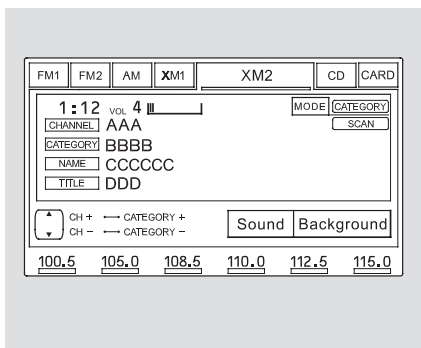 FM1 FM2 AM XM1 XM2 CD CARD
1:12 VOL 4 MODE CATEGORY
CHANNEL AAA SCAN
CATEGORY BBBB
NAME CCCCCC
TITLE DDD
CH + CATEGORY + Sound Background
CH − CATEGORY −
100.5 105.0 108.5 110.0 112.5 115.0